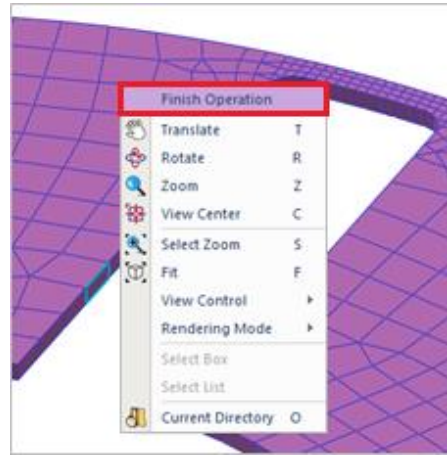 Finish Operation
Translate T
Rotate R
Zoom Z
View Center C
Select Zoom S
Fit F
View Control
Rendering Mode
Select Box
Select List
Current Directory O